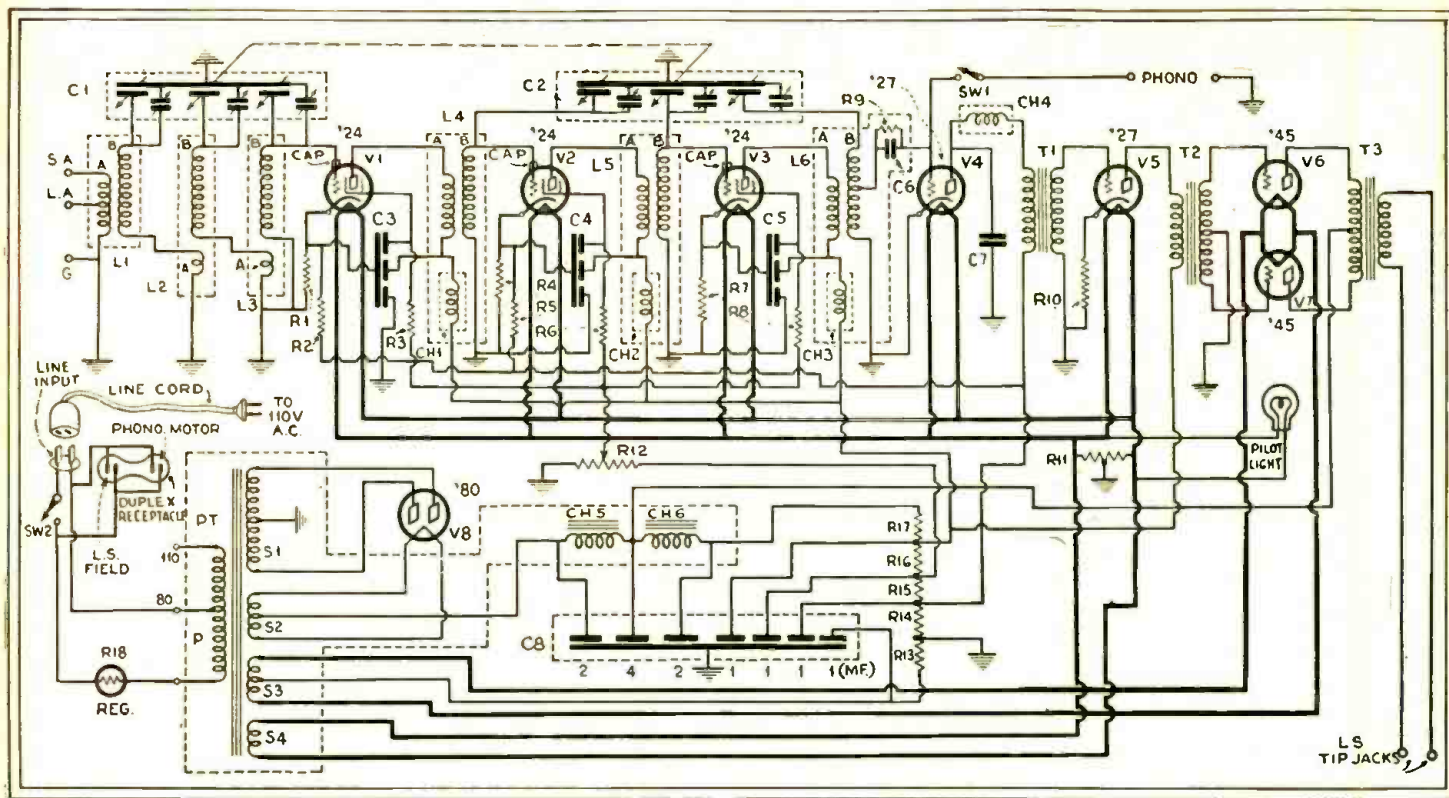 C1
C2
'27
R9
SW1
PHONO
CH4
L4
'24
'24
'24
'27
'45
SA
L.A
G
A
B
B
B
CAP
V1
A
B
CAP
V2
L5
A
B
CAP
V3
L6
A
B
C6
V4
T1
V5
T2
V6
T3
C3
C4
C5
C7
L1
A
L2
A
L3
R1
R2
R3
CH1
R4
R5
R6
CH2
R7
R8
CH3
R10
V7
'45
LINE
INPUT
LINE CORD
TO
110V
A.C.
PHONO. MOTOR
DUPLEX
RECEPTACLE
SW2
L.S.
FIELD
PT
110
80
P
R18
REG.
S1
S2
S3
S4
'80
V8
R12
R11
PILOT
LIGHT
CH5
CH6
R17
R16
R15
R14
R13
C8
2 4 2 1 1 1 1 (MF.)
LS
TIP JACKS